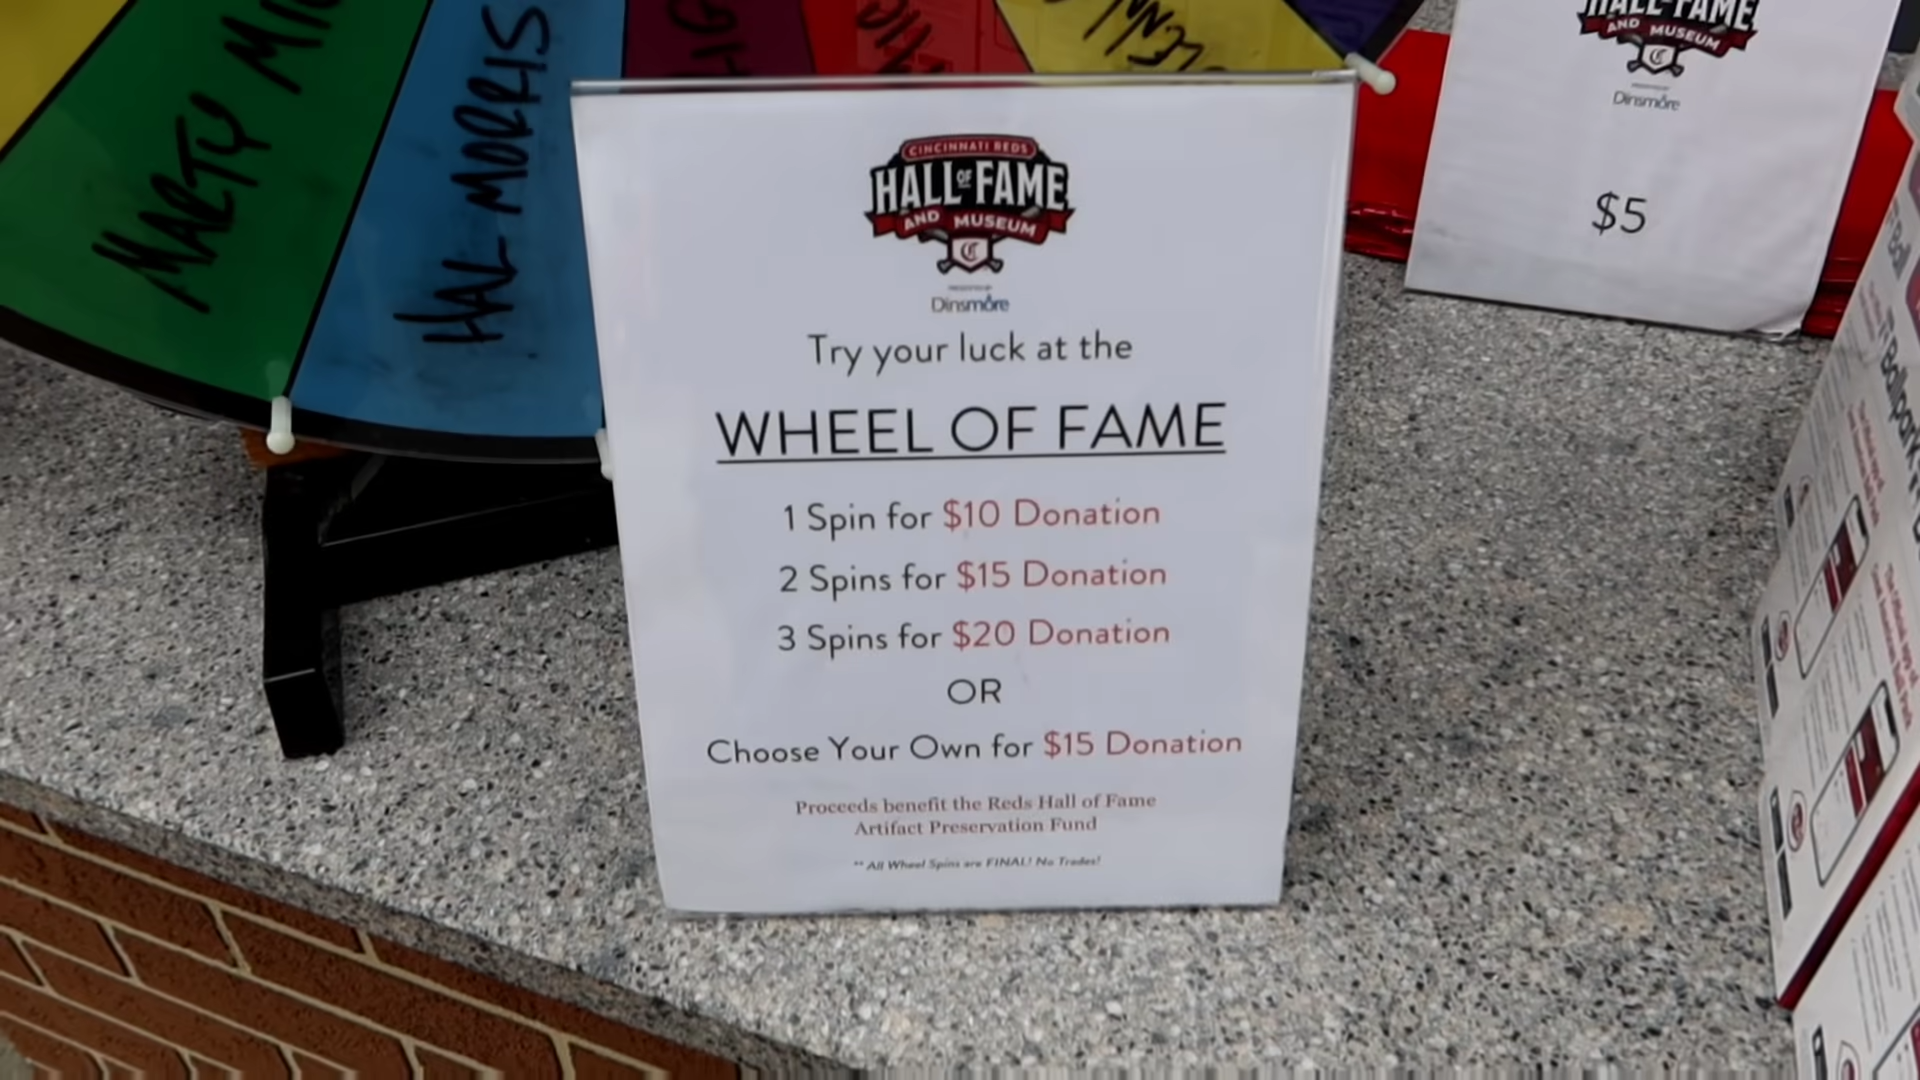 MARTY
HAL MORRIS
CINCINNATI REDS
HALL OF FAME
AND MUSEUM
C
PRESENTED BY
Dinsmore
Try your luck at the
WHEEL OF FAME
1 Spin for $10 Donation
2 Spins for $15 Donation
3 Spins for $20 Donation
OR
Choose Your Own for $15 Donation
Proceeds benefit the Reds Hall of Fame
Artifact Preservation Fund
** All Wheel Spins are FINAL! No Trades!
HALL OF FAME
AND MUSEUM
C
Dinsmore
$5
Ball
Ballpark